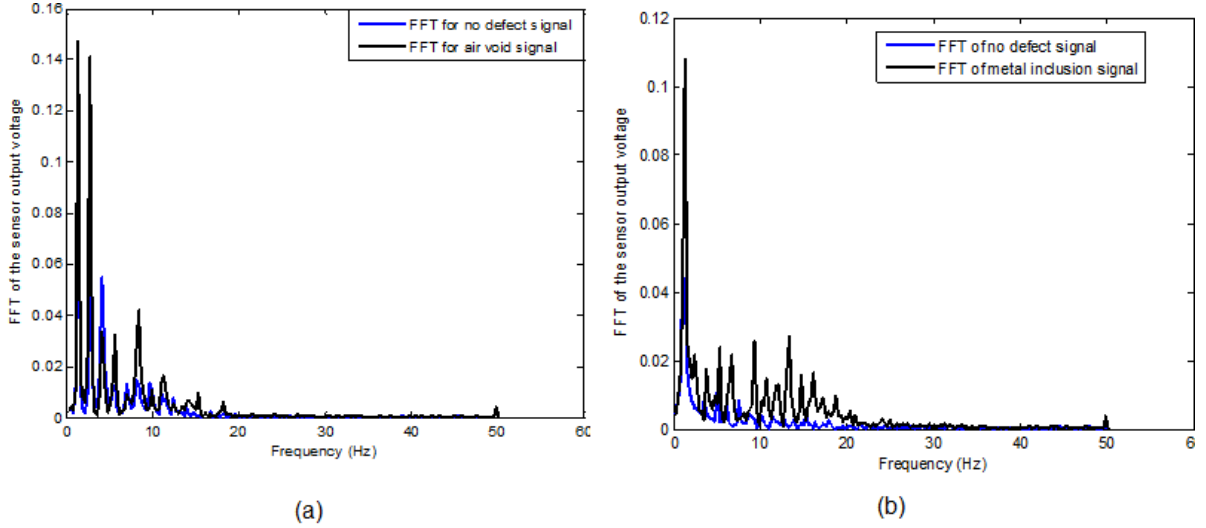 0.16
FFT for no defect signal
FFT for air void signal
0.14
0.12
0.1
0.08
0.06
0.04
0.02
0
0 10 20 30 40 50 60
FFT of the sensor output voltage
Frequency (Hz)
(a)
0.12
FFT of no defect signal
FFT of metal inclusion signal
0.1
0.08
0.06
0.04
0.02
0
0 10 20 30 40 50 6
FFT of the sensor output voltage
Frequency (Hz)
(b)